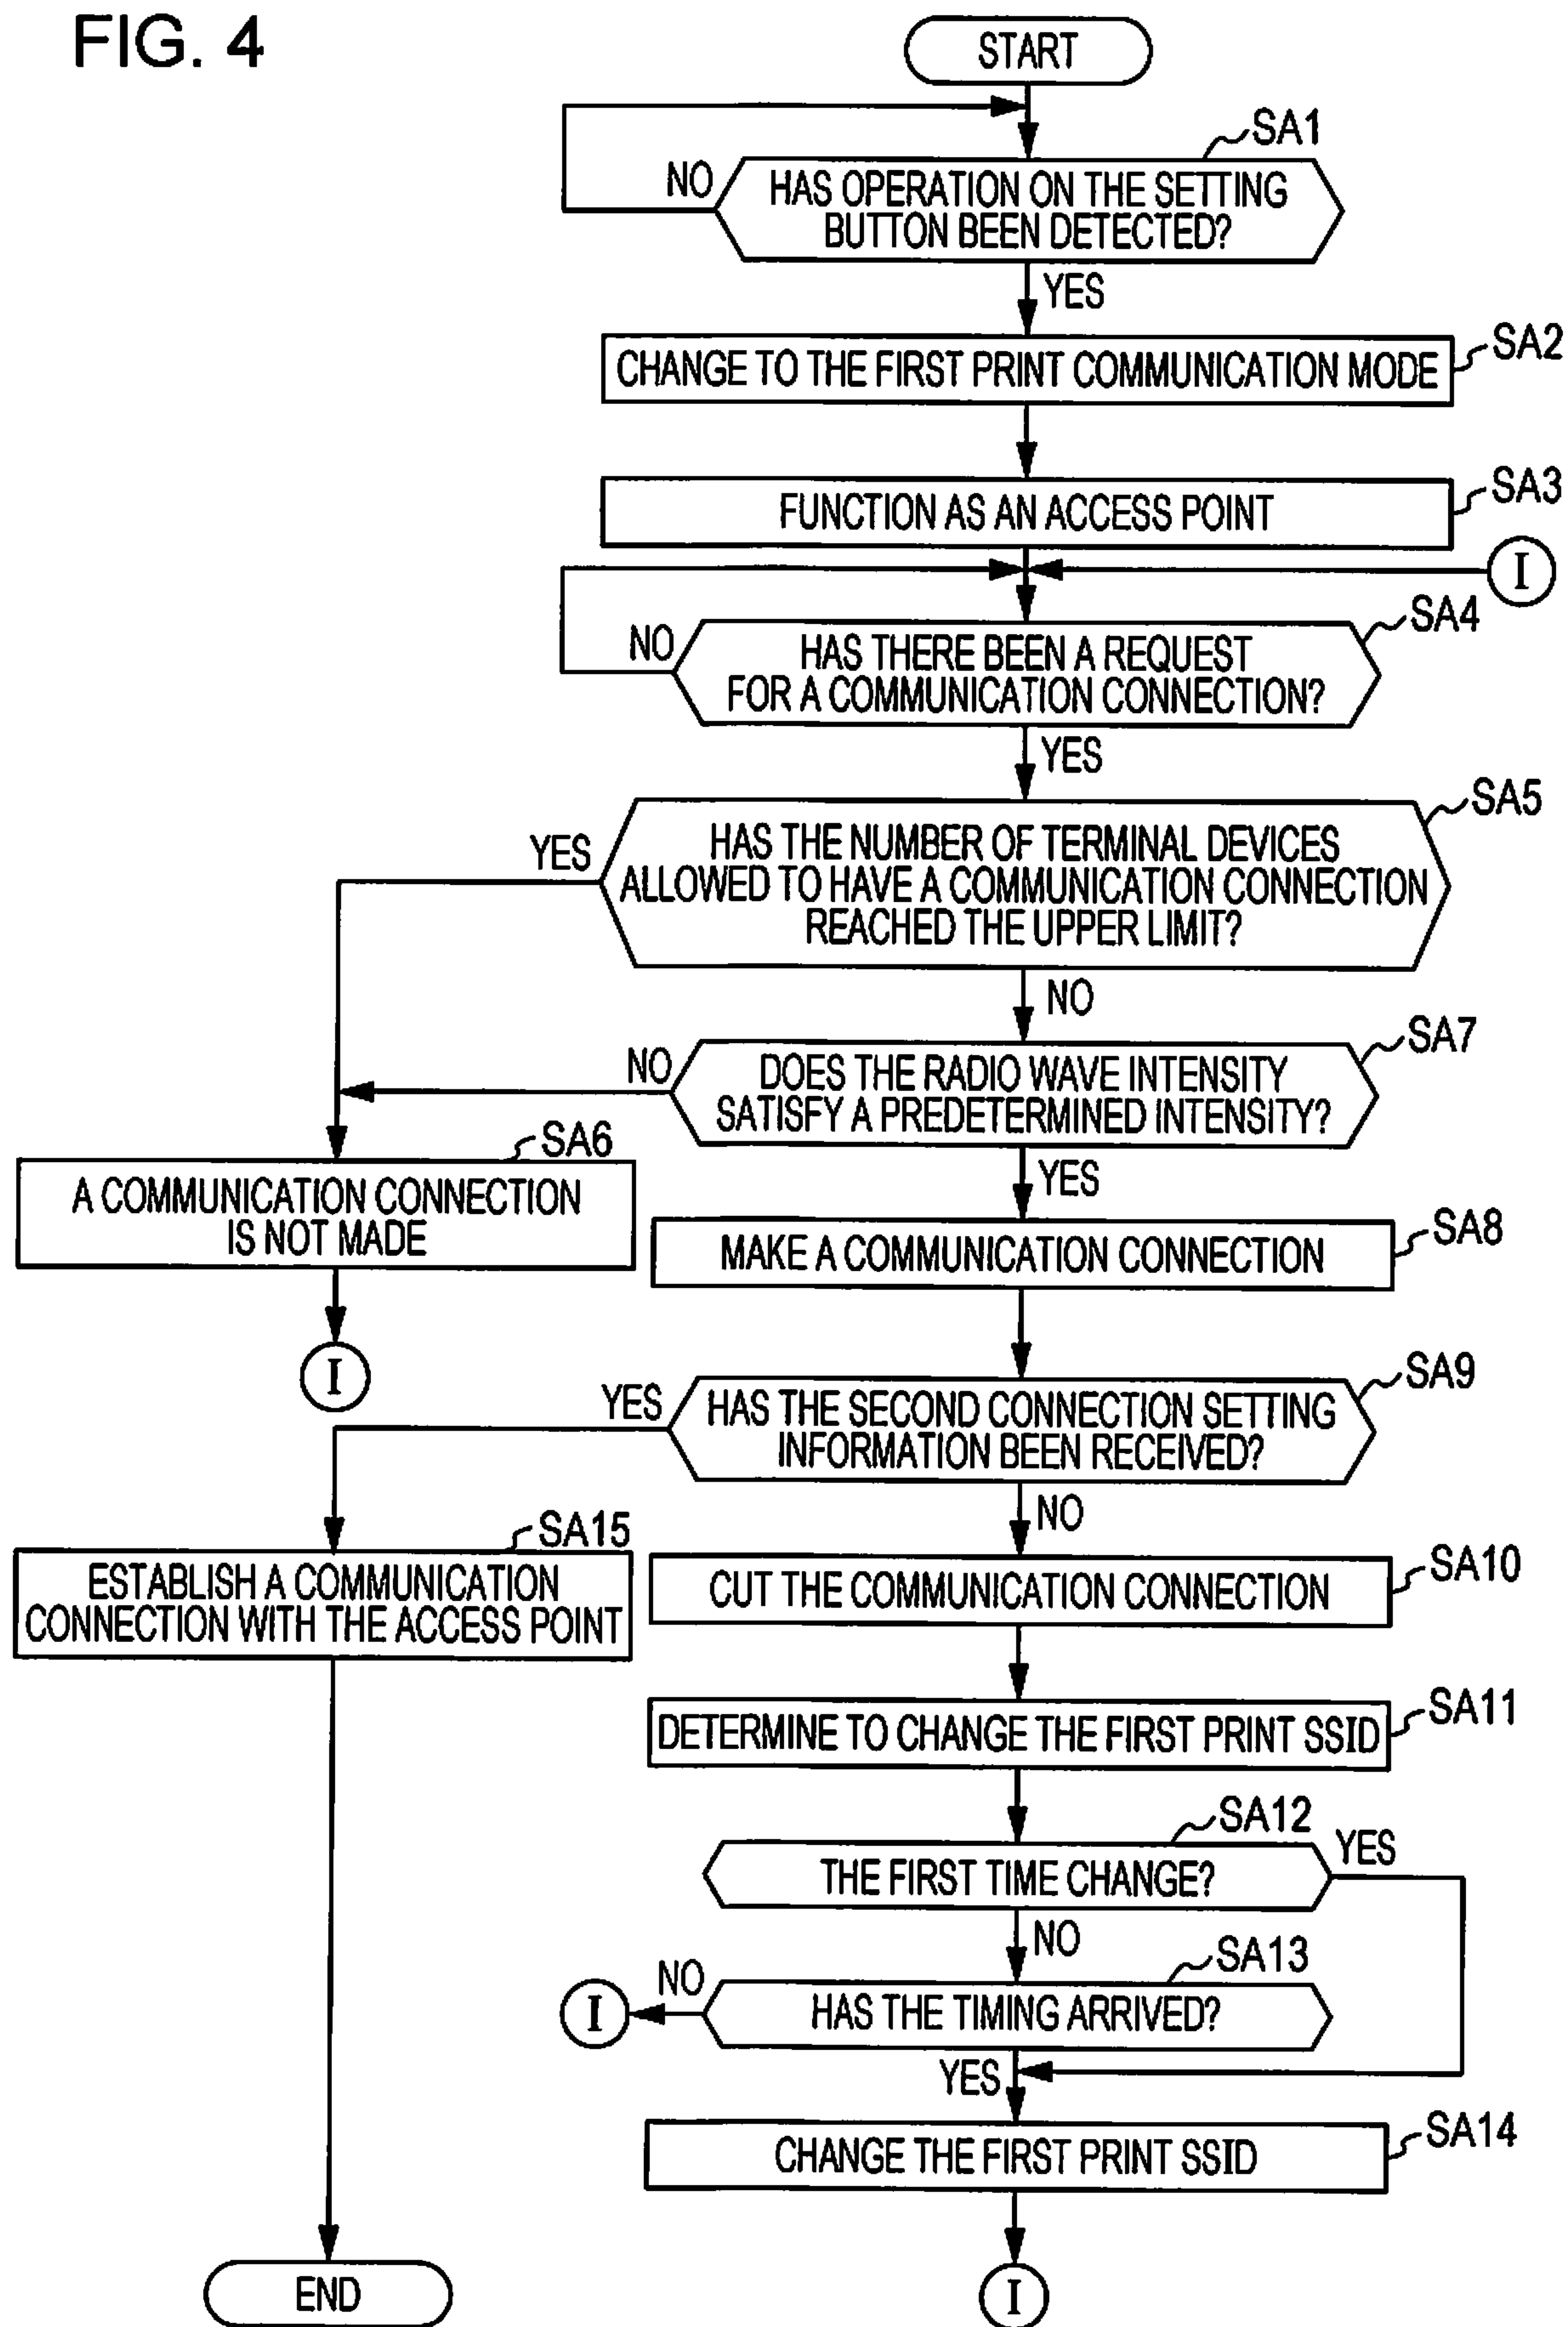 FIG. 4
START
SA1
NO
HAS OPERATION ON THE SETTING
BUTTON BEEN DETECTED?
YES
SA2
CHANGE TO THE FIRST PRINT COMMUNICATION MODE
SA3
FUNCTION AS AN ACCESS POINT
I
SA4
NO
HAS THERE BEEN A REQUEST
FOR A COMMUNICATION CONNECTION?
YES
SA5
YES
HAS THE NUMBER OF TERMINAL DEVICES
ALLOWED TO HAVE A COMMUNICATION CONNECTION
REACHED THE UPPER LIMIT?
NO
SA7
NO
DOES THE RADIO WAVE INTENSITY
SATISFY A PREDETERMINED INTENSITY?
SA6
YES
A COMMUNICATION CONNECTION
IS NOT MADE
SA8
MAKE A COMMUNICATION CONNECTION
I
SA9
YES
HAS THE SECOND CONNECTION SETTING
INFORMATION BEEN RECEIVED?
NO
SA15
ESTABLISH A COMMUNICATION
CONNECTION WITH THE ACCESS POINT
SA10
CUT THE COMMUNICATION CONNECTION
SA11
DETERMINE TO CHANGE THE FIRST PRINT SSID
SA12
YES
THE FIRST TIME CHANGE?
NO
SA13
NO
I
HAS THE TIMING ARRIVED?
YES
SA14
CHANGE THE FIRST PRINT SSID
END
I